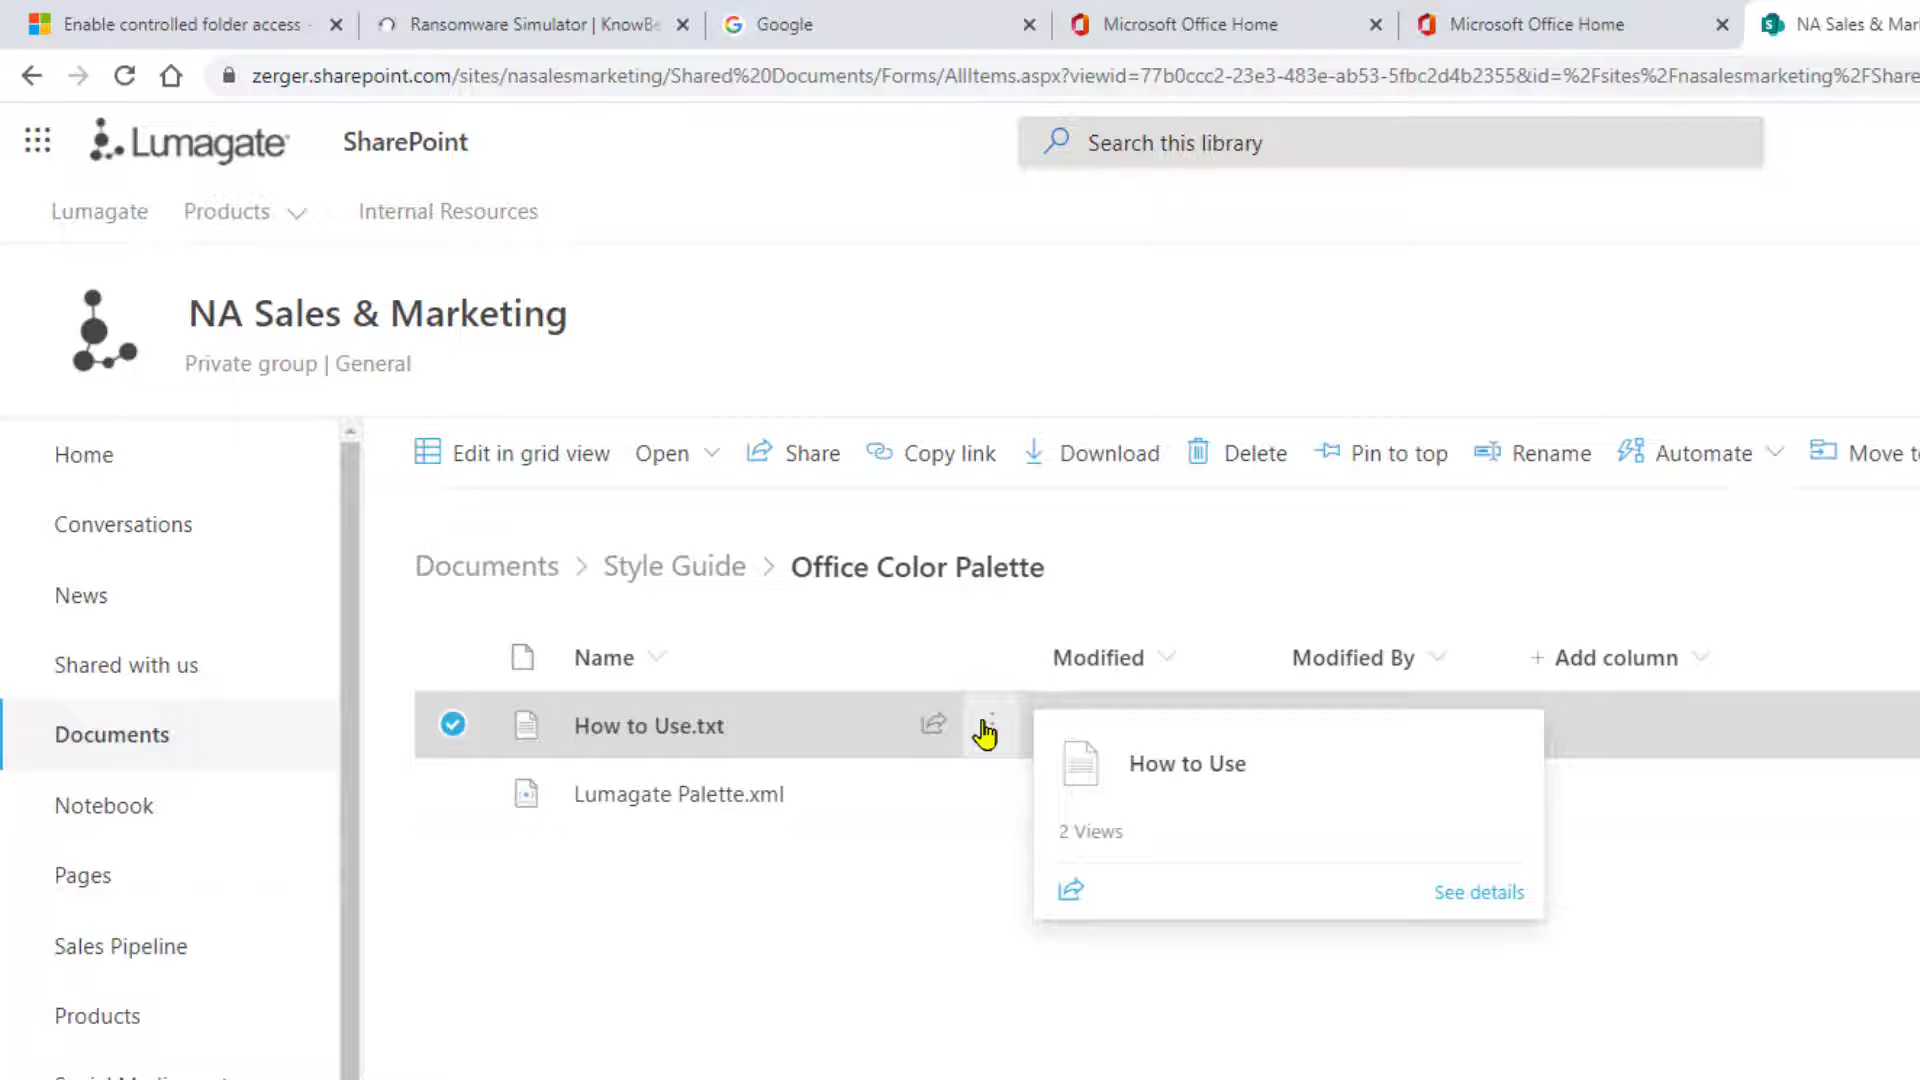 Enable controlled folder access
Ransomware Simulator | KnowBe
Google
Microsoft Office Home
Microsoft Office Home
NA Sales & Mar
zerger.sharepoint.com/sites/nasalesmarketing/Shared%20Documents/Forms/AllItems.aspx?viewid=77b0ccc2-23e3-483e-ab53-5fbc2d4b2355&id=%2Fsites%2Fnasalesmarketing%2FShare
Lumagate
SharePoint
Search this library
Lumagate
Products
Internal Resources
NA Sales & Marketing
Private group | General
Home
Conversations
News
Shared with us
Documents
Notebook
Pages
Sales Pipeline
Products
Edit in grid view
Open
Share
Copy link
Download
Delete
Pin to top
Rename
Automate
Move to
Documents > Style Guide > Office Color Palette
Name
Modified
Modified By
+ Add column
How to Use.txt
Lumagate Palette.xml
How to Use
2 Views
See details